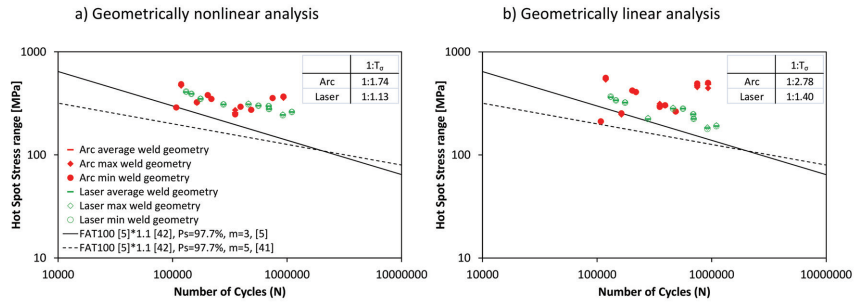 a) Geometrically nonlinear analysis
1000
100
10
Hot Spot Stress range [MPa]
1:Tσ
Arc 1:1.74
Laser 1:1.13
Arc average weld geometry
Arc max weld geometry
Arc min weld geometry
Laser average weld geometry
Laser max weld geometry
Laser min weld geometry
FAT100 [5]*1.1 [42], Ps=97.7%, m=3, [5]
FAT100 [5]*1.1 [42], Ps=97.7%, m=5, [41]
10000 100000 1000000 10000000
Number of Cycles (N)
b) Geometrically linear analysis
1000
100
10
Hot Spot Stress range [MPa]
1:Tσ
Arc 1:2.78
Laser 1:1.40
10000 100000 1000000 10000000
Number of Cycles (N)